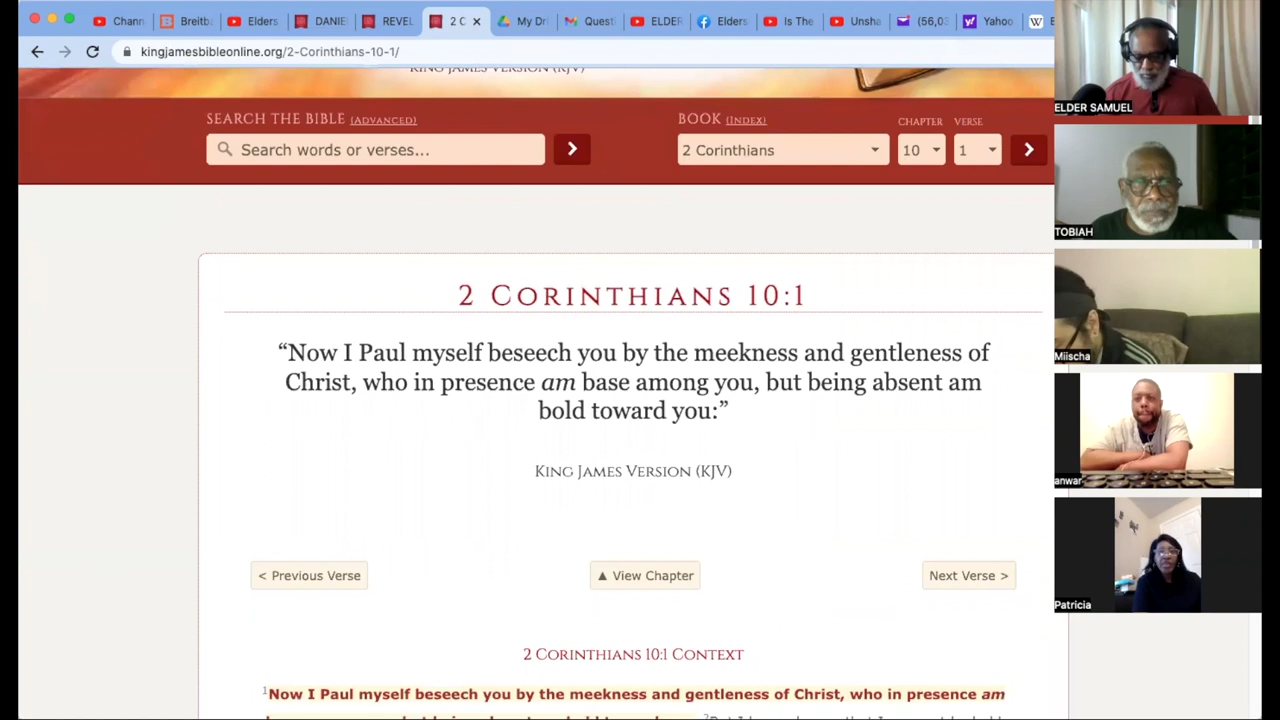 Chann
Breitb
Elders
DANIE
REVEL
2 C
My Dr
Quest
ELDER
Elders
Is The
Unsha
(56,03
Yahoo
kingjamesbibleonline.org/2-Corinthians-10-1/
King James Version (KJV)
SEARCH THE BIBLE (ADVANCED)
Search words or verses...
BOOK (INDEX)
CHAPTER
VERSE
2 Corinthians
10
1
2 CORINTHIANS 10:1
“Now I Paul myself beseech you by the meekness and gentleness of
Christ, who in presence am base among you, but being absent am
bold toward you:”
KING JAMES VERSION (KJV)
< Previous Verse
▲ View Chapter
Next Verse >
2 CORINTHIANS 10:1 CONTEXT
1Now I Paul myself beseech you by the meekness and gentleness of Christ, who in presence am
ELDER SAMUEL
TOBIAH
Miischa
anwar
Patricia